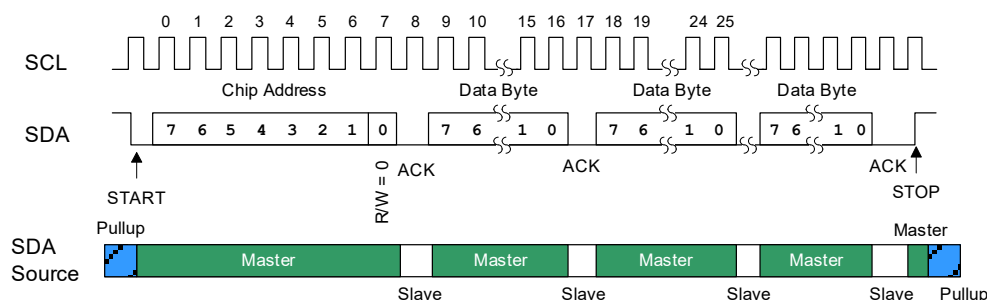 0 1 2 3 4 5 6 7 8 9 10 15 16 17 18 19 24 25
SCL
Chip Address Data Byte Data Byte Data Byte
SDA 7 6 5 4 3 2 1 0 7 6 1 0 7 6 1 0 7 6 1 0
START R/W = 0 ACK ACK ACK STOP
Pullup Master
SDA Source Master Master Master Master
Slave Slave Slave Slave Pullup